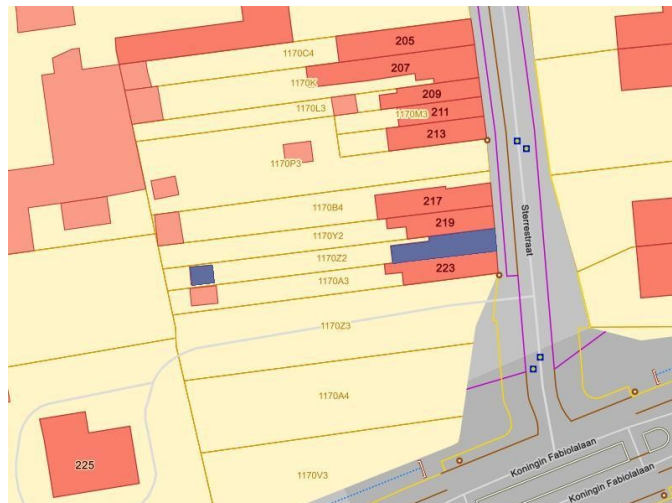 205
1170C4
207
1170K
209
1170L3
211
1170M3
213
1170P3
217
1170B4
219
Sterrestraat
1170Y2
1170Z2
223
1170A3
1170Z3
1170A4
225
Koningin Fabiolalaan
1170V3
Koningin Fabiolalaan